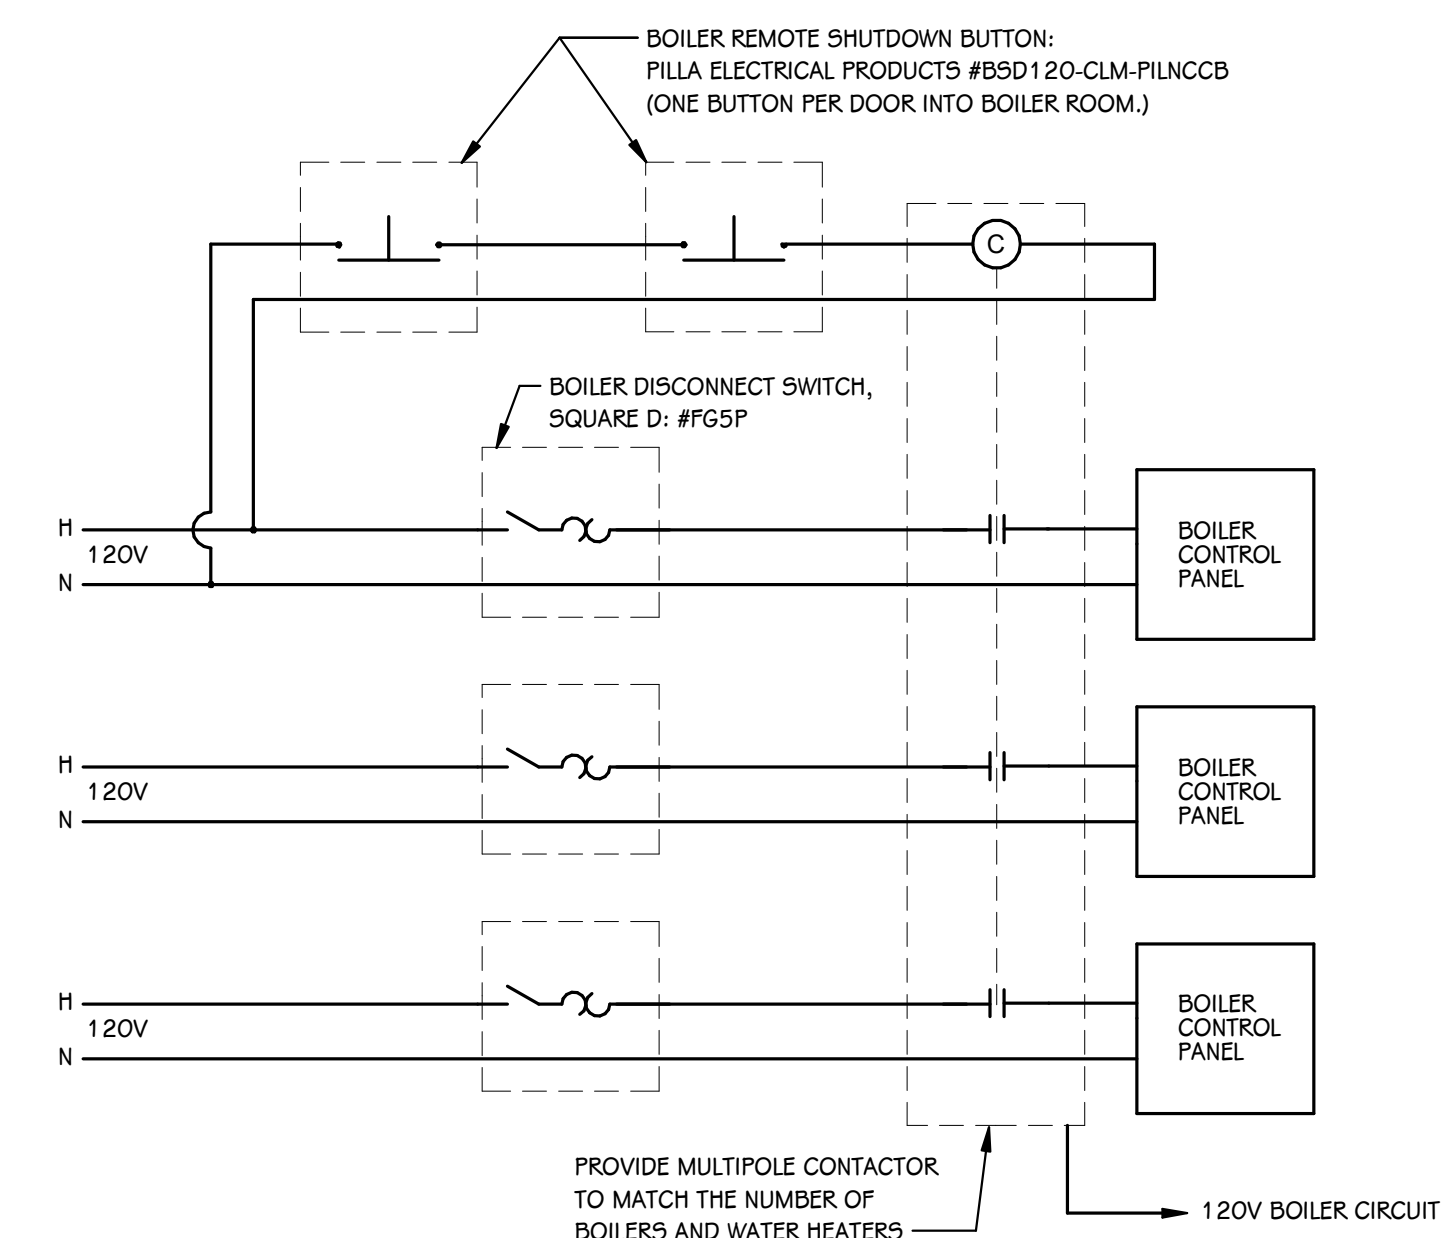 BOILER REMOTE SHUTDOWN BUTTON:
PILLA ELECTRICAL PRODUCTS #BSD120-CLM-PILNCCB
(ONE BUTTON PER DOOR INTO BOILER ROOM.)
C
BOILER DISCONNECT SWITCH,
SQUARE D: #FG5P
H
120V
N
BOILER
CONTROL
PANEL
H
120V
N
BOILER
CONTROL
PANEL
H
120V
N
BOILER
CONTROL
PANEL
PROVIDE MULTIPOLE CONTACTOR
TO MATCH THE NUMBER OF
BOILERS AND WATER HEATERS
120V BOILER CIRCUIT